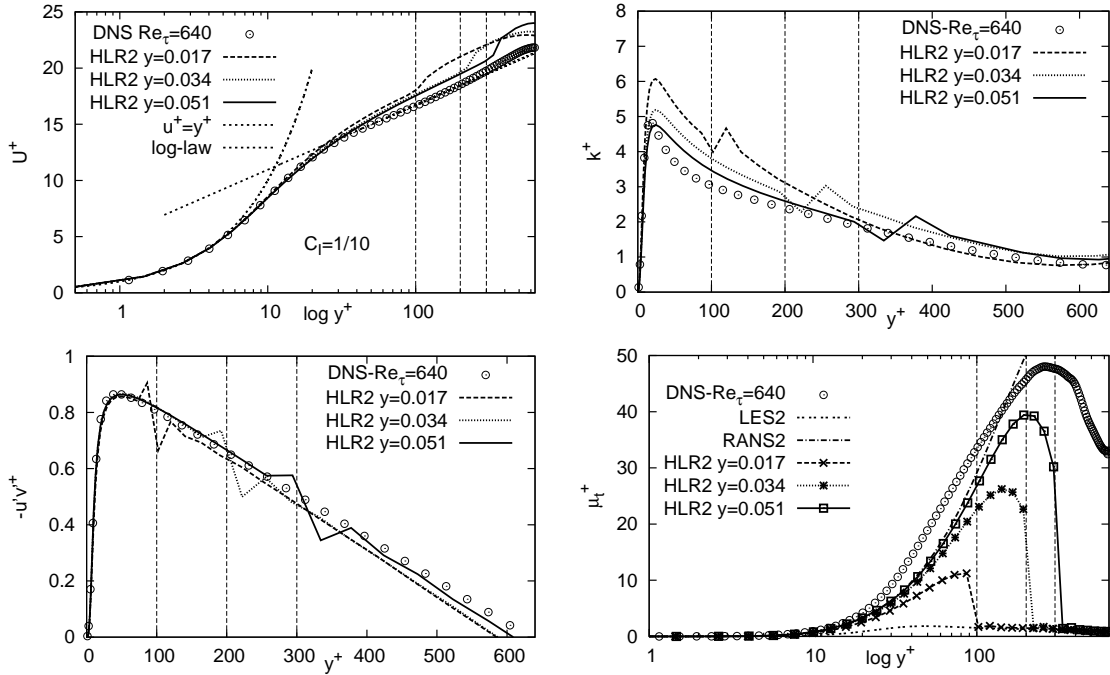 25
20
15
10
5
0
U+
1
10
100
log y+
DNS Reτ=640
HLR2 y=0.017
HLR2 y=0.034
HLR2 y=0.051
u+=y+
log-law
Cl=1/10
8
7
6
5
4
3
2
1
0
k+
0 100 200 300 400 500 600
y+
DNS-Reτ=640
HLR2 y=0.017
HLR2 y=0.034
HLR2 y=0.051
1
0.8
0.6
0.4
0.2
0
-u'v'+
0 100 200 300 400 500 600
y+
DNS-Reτ=640
HLR2 y=0.017
HLR2 y=0.034
HLR2 y=0.051
50
40
30
20
10
0
μt+
1
10
100
log y+
DNS-Reτ=640
LES2
RANS2
HLR2 y=0.017
HLR2 y=0.034
HLR2 y=0.051